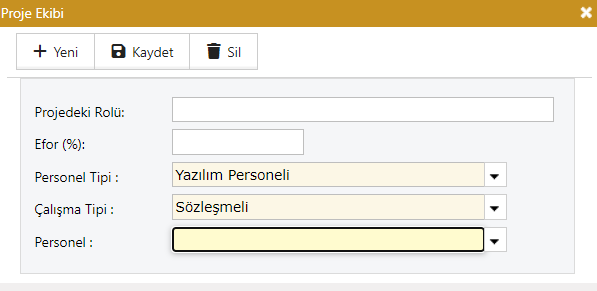 Proje Ekibi
Yeni Kaydet Sil
Projedeki Rolü:
Efor (%):
Personel Tipi : Yazılım Personeli
Çalışma Tipi : Sözleşmeli
Personel :